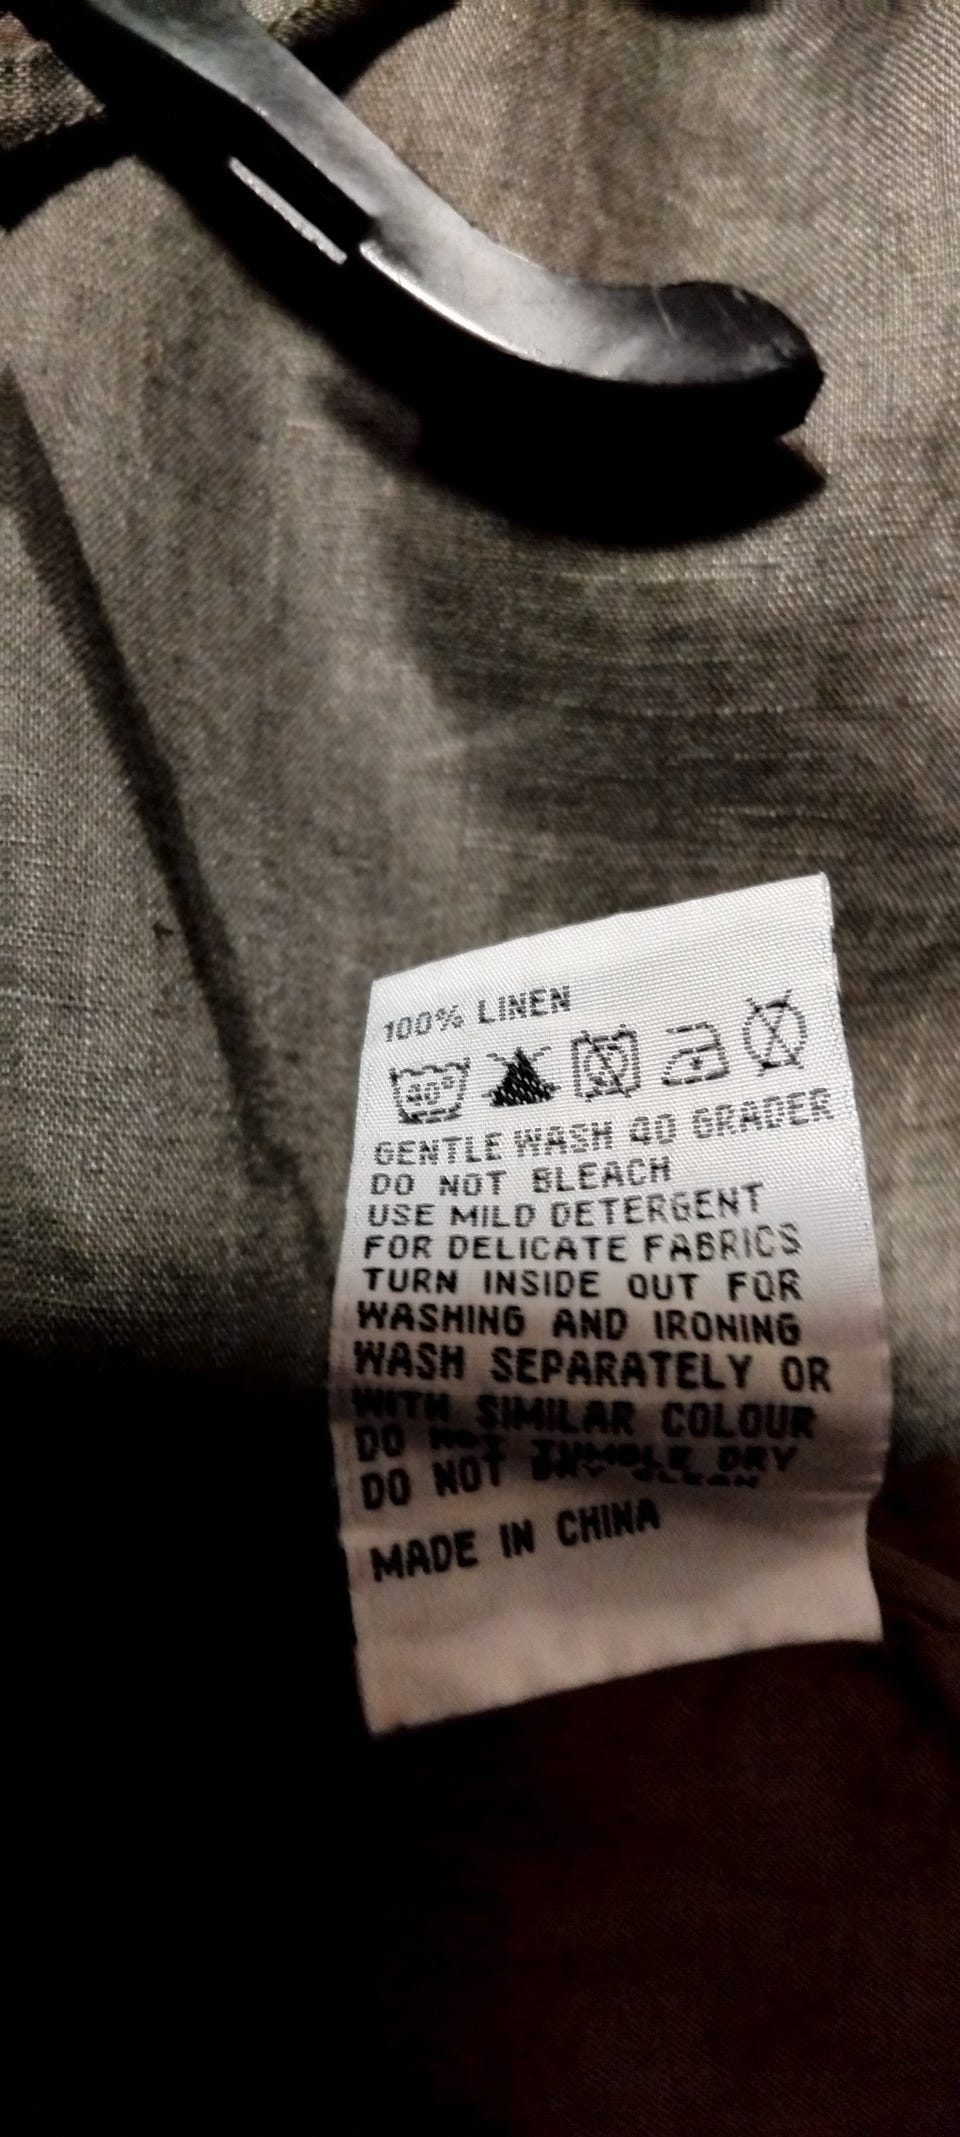 100% LINEN
40°
GENTLE WASH 40 GRADER
DO NOT BLEACH
USE MILD DETERGENT
FOR DELICATE FABRICS
TURN INSIDE OUT FOR
WASHING AND IRONING
WASH SEPARATELY OR
WITH SIMILAR COLOUR
DO NOT TUMBLE DRY
DO NOT DRY CLEAN
MADE IN CHINA